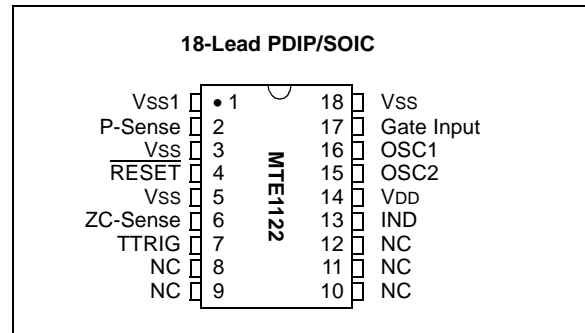 18-Lead PDIP/SOIC
VSS1 • 1 18 VSS
P-Sense 2 17 Gate Input
VSS 3 16 OSC1
RESET 4 15 OSC2
VSS 5 14 VDD
ZC-Sense 6 13 IND
TTRIG 7 12 NC
NC 8 11 NC
NC 9 10 NC
MTE1122